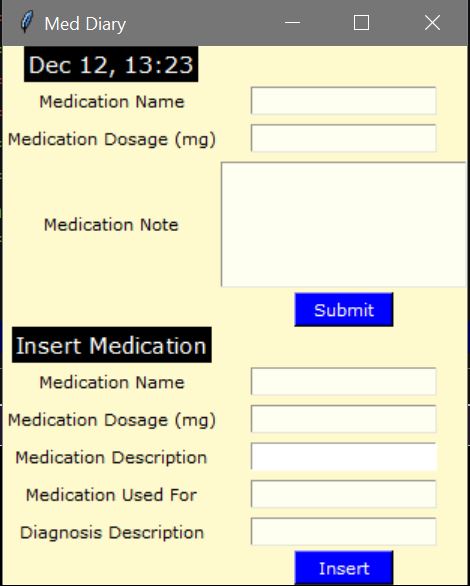 Med Diary
Dec 12, 13:23
Medication Name
Medication Dosage (mg)
Medication Note
Submit
Insert Medication
Medication Name
Medication Dosage (mg)
Medication Description
Medication Used For
Diagnosis Description
Insert